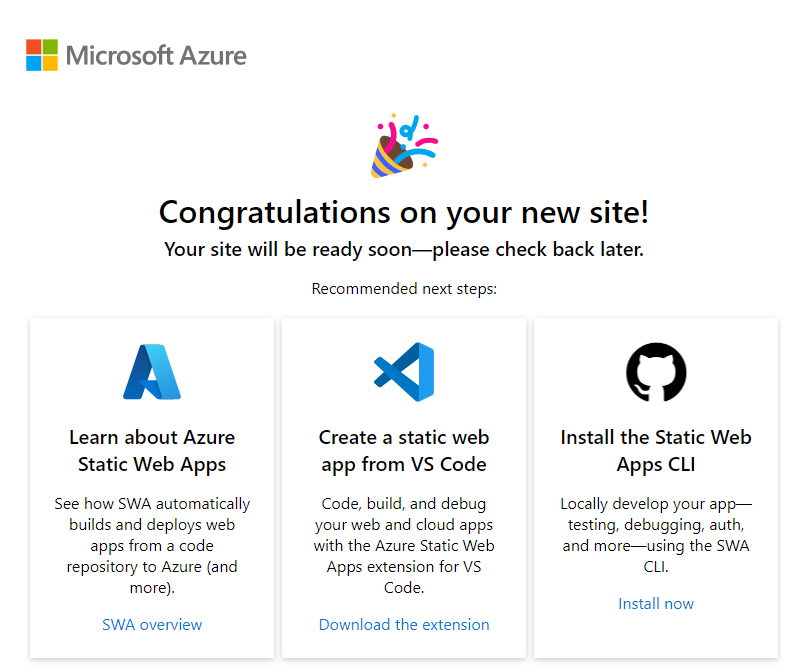 Microsoft Azure
Congratulations on your new site!
Your site will be ready soon—please check back later.
Recommended next steps:
Learn about Azure
Static Web Apps
See how SWA automatically
builds and deploys web
apps from a code
repository to Azure (and
more).
SWA overview
Create a static web
app from VS Code
Code, build, and debug
your web and cloud apps
with the Azure Static Web
Apps extension for VS
Code.
Download the extension
Install the Static Web
Apps CLI
Locally develop your app—
testing, debugging, auth,
and more—using the SWA
CLI.
Install now